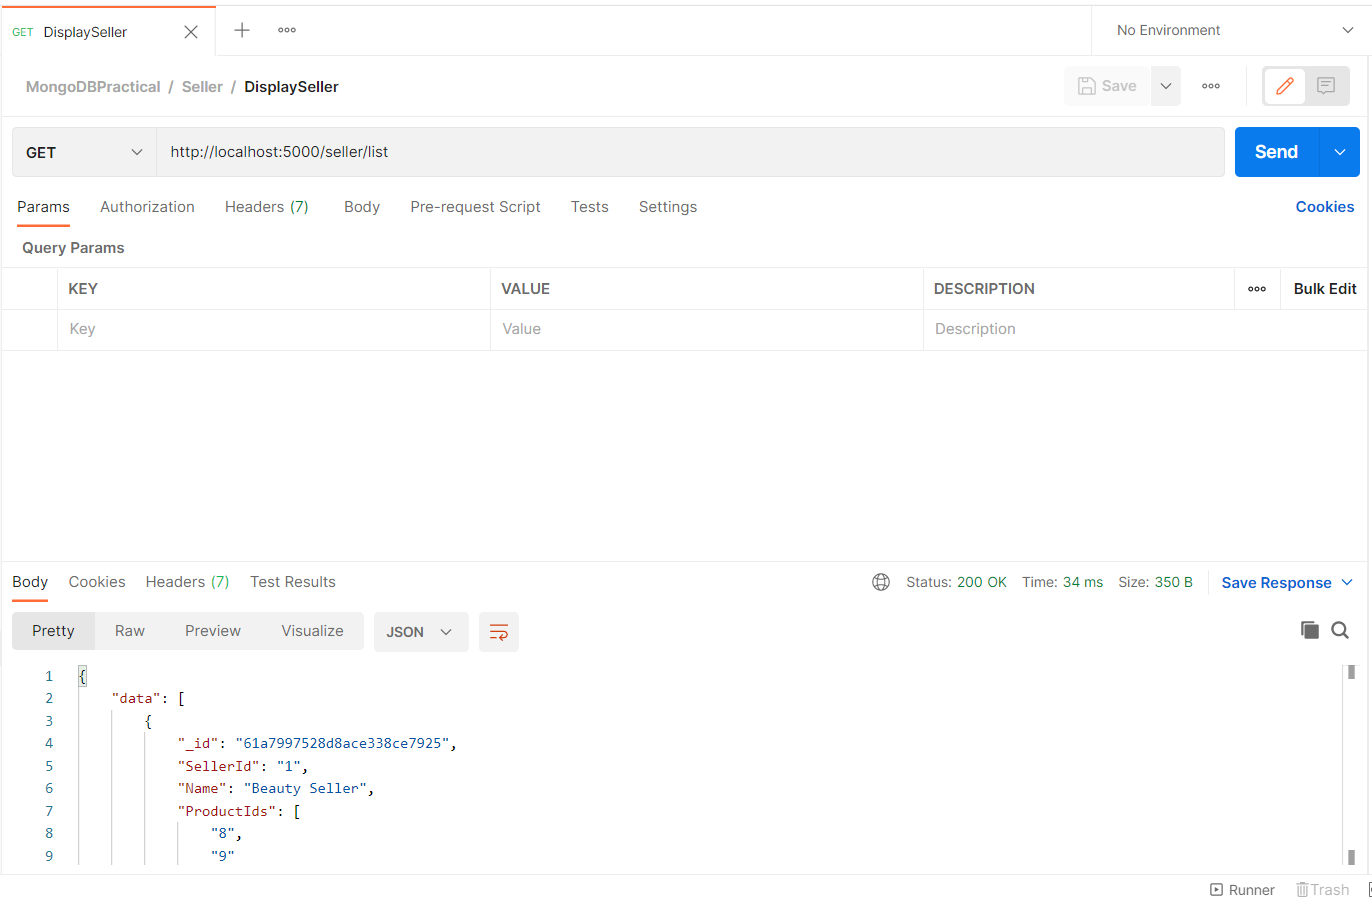 GET DisplaySeller
No Environment
MongoDBPractical / Seller / DisplaySeller
Save
GET
http://localhost:5000/seller/list
Send
Params Authorization Headers (7) Body Pre-request Script Tests Settings Cookies
Query Params
KEY VALUE DESCRIPTION Bulk Edit
Key Value Description
Body Cookies Headers (7) Test Results Status: 200 OK Time: 34 ms Size: 350 B Save Response
Pretty Raw Preview Visualize JSON
1 {
2 "data": [
3 {
4 "_id": "61a7997528d8ace338ce7925",
5 "SellerId": "1",
6 "Name": "Beauty Seller",
7 "ProductIds": [
8 "8",
9 "9"
Runner Trash